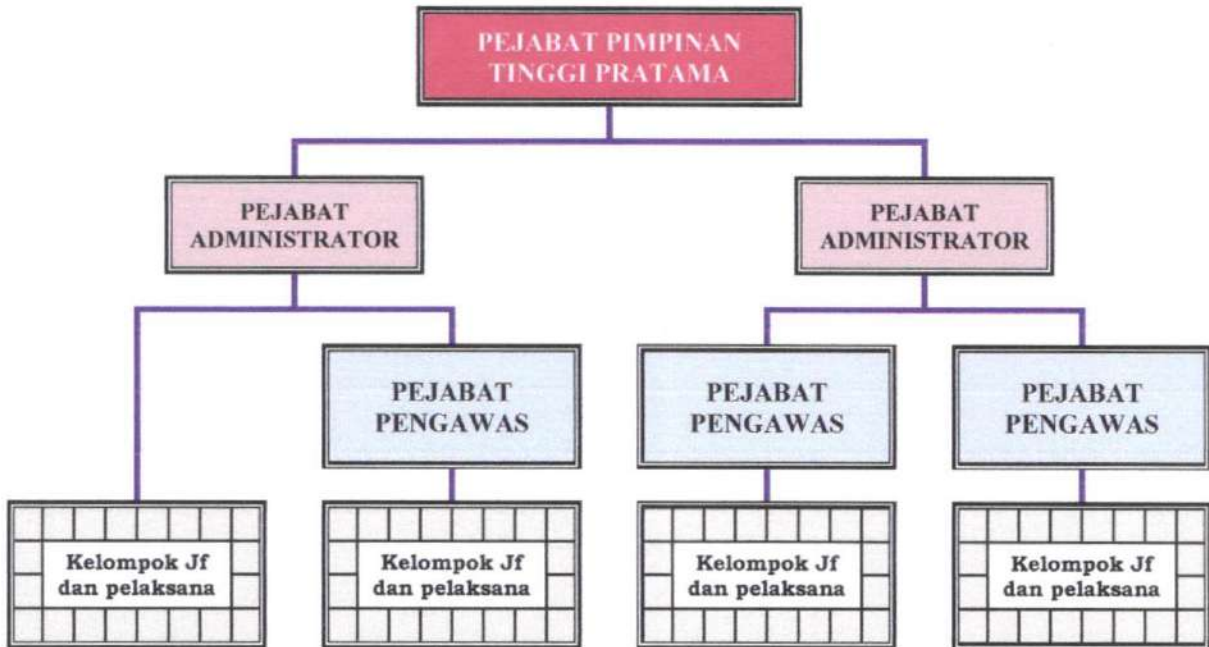 PEJABAT PIMPINAN
TINGGI PRATAMA
PEJABAT
ADMINISTRATOR
PEJABAT
ADMINISTRATOR
PEJABAT
PENGAWAS
PEJABAT
PENGAWAS
PEJABAT
PENGAWAS
Kelompok Jf
dan pelaksana
Kelompok Jf
dan pelaksana
Kelompok Jf
dan pelaksana
Kelompok Jf
dan pelaksana